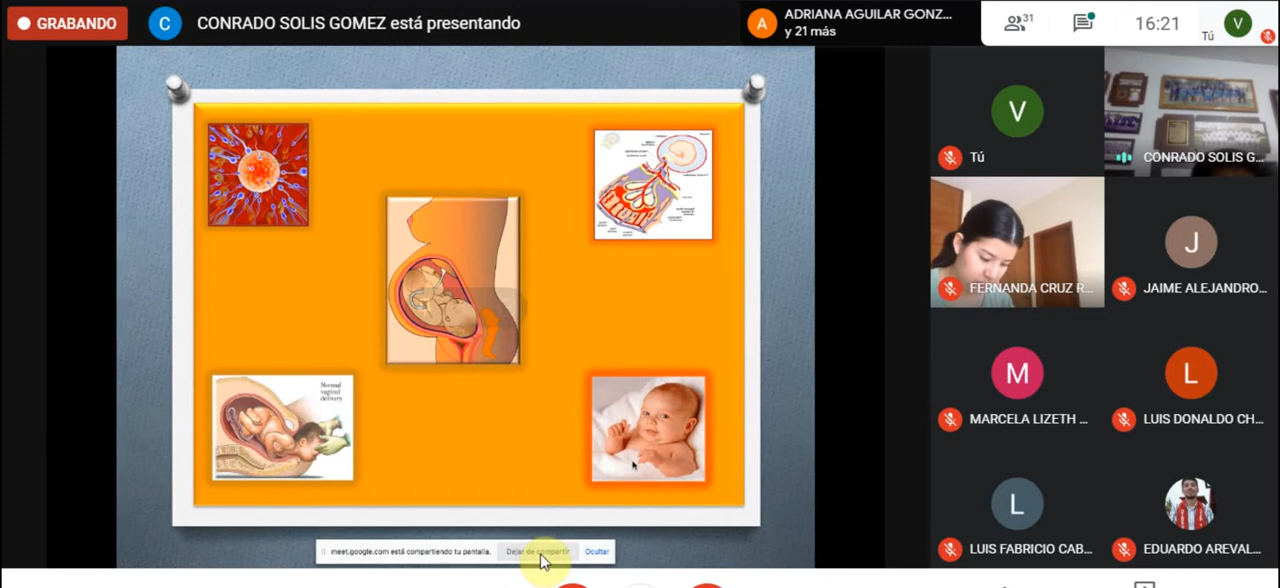 GRABANDO
C
CONRADO SOLIS GOMEZ está presentando
A
ADRIANA AGUILAR GONZ...
y 21 más
31
16:21
Tú
V
V
Tú
CONRADO SOLIS G...
FERNANDA CRUZ R...
J
JAIME ALEJANDRO...
M
MARCELA LIZETH ...
L
LUIS DONALDO CH...
L
LUIS FABRICIO CAB...
EDUARDO AREVAL...
Normal
vaginal
delivery
meet.google.com está compartiendo tu pantalla.
Dejar de compartir
Ocultar